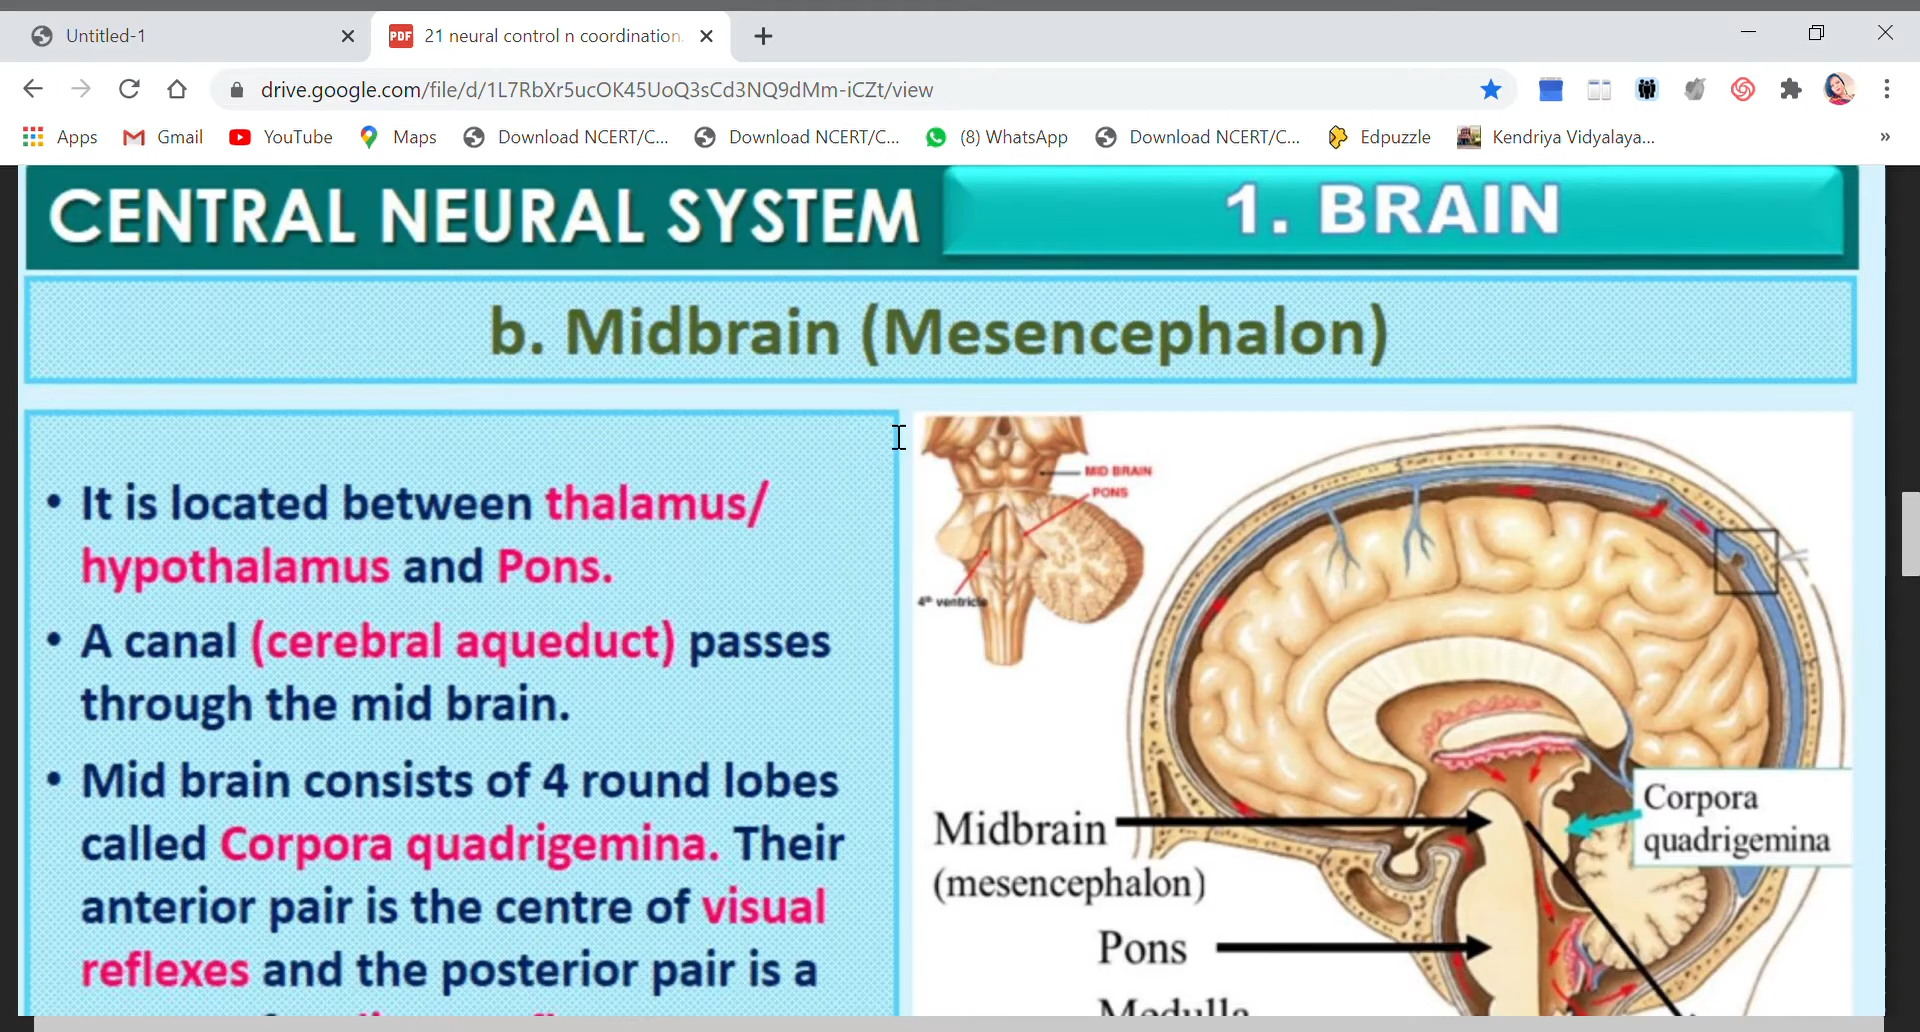 Untitled-1
PDF 21 neural control n coordination.
drive.google.com/file/d/1L7RbXr5ucOK45UoQ3sCd3NQ9dMm-iCZt/view
Apps Gmail YouTube Maps Download NCERT/C... Download NCERT/C... (8) WhatsApp Download NCERT/C... Edpuzzle Kendriya Vidyalaya... »
CENTRAL NEURAL SYSTEM
1. BRAIN
b. Midbrain (Mesencephalon)
• It is located between thalamus/
hypothalamus and Pons.
• A canal (cerebral aqueduct) passes
through the mid brain.
• Mid brain consists of 4 round lobes
called Corpora quadrigemina. Their
anterior pair is the centre of visual
reflexes and the posterior pair is a
MID BRAIN
PONS
4th ventricle
Corpora
quadrigemina
Midbrain
(mesencephalon)
Pons
Medulla